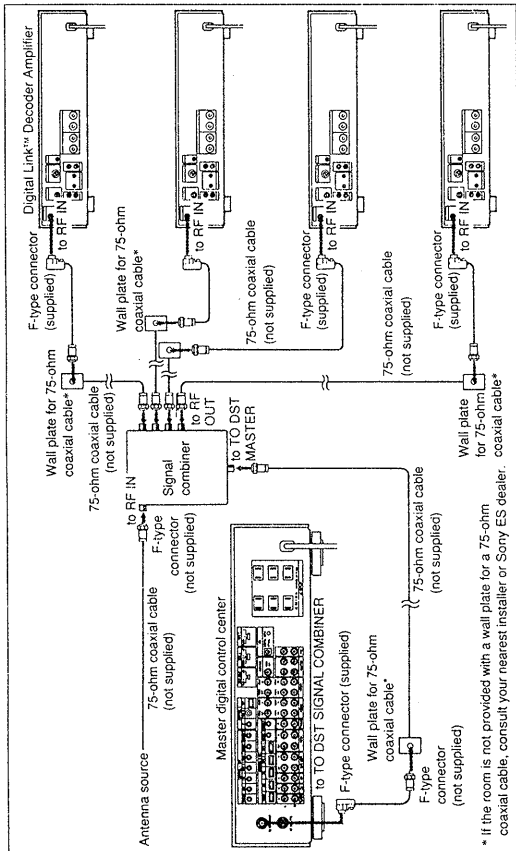 Digital Link™ Decoder Amplifier
to RF IN
F-type connector
(supplied)
Wall plate for 75-ohm
coaxial cable*
75-ohm coaxial cable
(not supplied)
to RF IN
Wall plate for 75-ohm
coaxial cable*
75-ohm coaxial cable
(not supplied)
to RF IN
F-type connector
(supplied)
75-ohm coaxial cable
(not supplied)
to RF IN
F-type connector
(supplied)
Wall plate
for 75-ohm
coaxial cable*
to RF
OUT
Signal
combiner
to TO DST
MASTER
to RF IN
F-type
connector
(not supplied)
75-ohm coaxial cable
(not supplied)
Antenna source
Master digital control center
to TO DST SIGNAL COMBINER
F-type connector (supplied)
Wall plate for 75-ohm
coaxial cable*
F-type
connector
(not supplied)
75-ohm coaxial cable
(not supplied)
* If the room is not provided with a wall plate for a 75-ohm
coaxial cable, consult your nearest installer or Sony ES dealer.